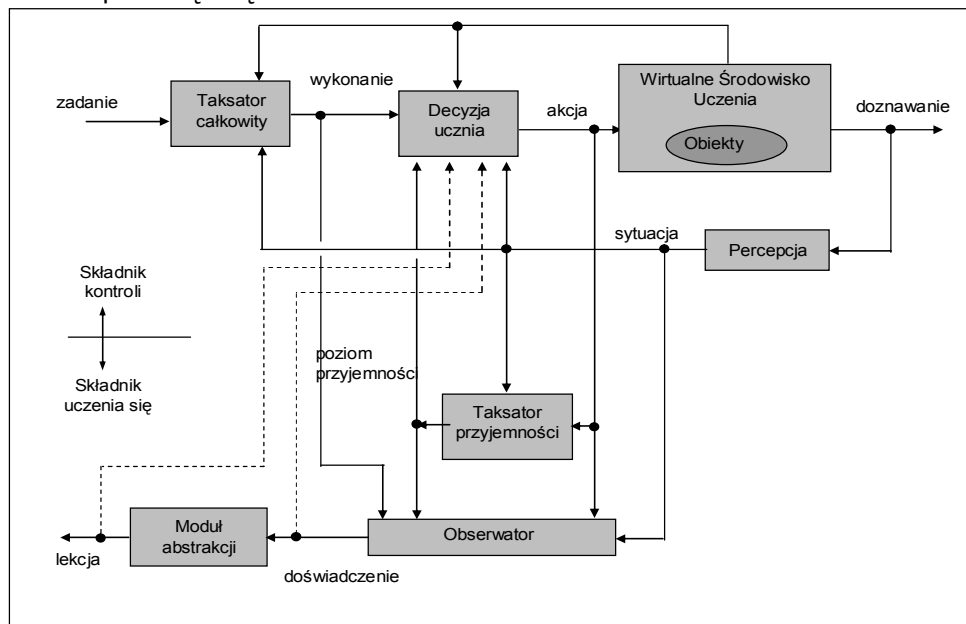 zadanie
Taksator
całkowity
wykonanie
Decyzja
ucznia
akcja
Wirtualne Środowisko
Uczenia
Obiekty
doznawanie
sytuacja
Percepcja
Składnik
kontroli
Składnik
uczenia się
poziom
przyjemności
Taksator
przyjemności
Moduł
abstrakcji
Obserwator
lekcja
doświadczenie